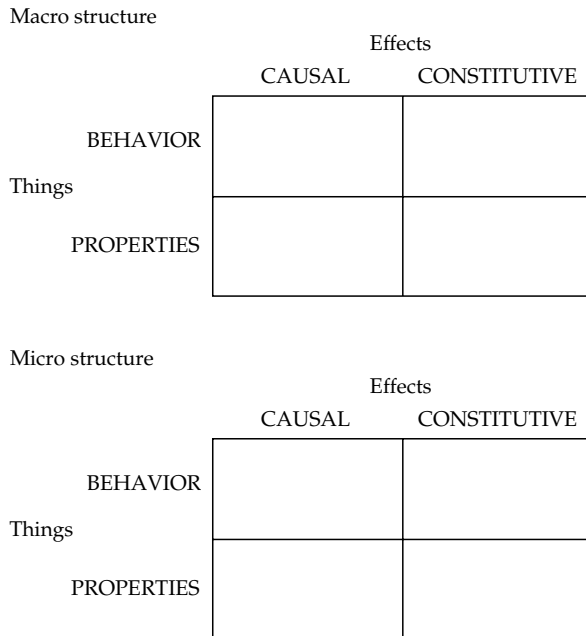 Macro structure
Effects
CAUSAL CONSTITUTIVE
BEHAVIOR
Things
PROPERTIES
Micro structure
Effects
CAUSAL CONSTITUTIVE
BEHAVIOR
Things
PROPERTIES